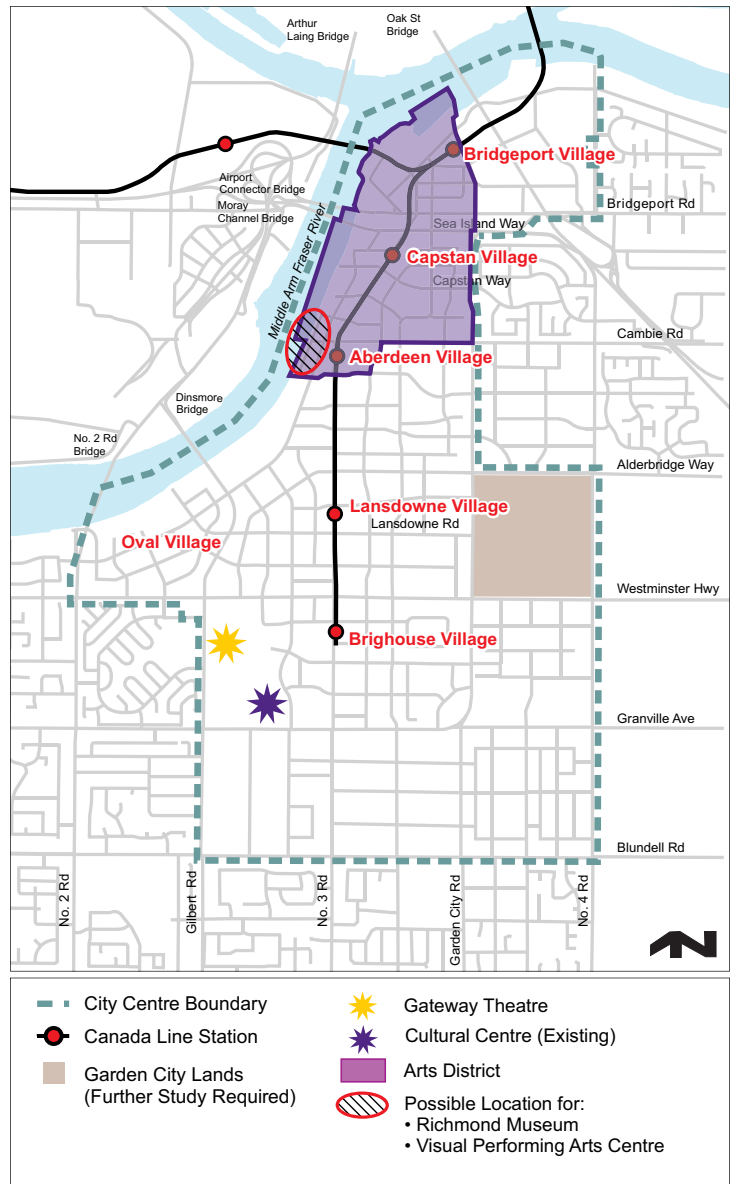 Arthur
Laing Bridge
Oak St
Bridge
Bridgeport Village
Airport
Connector Bridge
Moray
Channel Bridge
Bridgeport Rd
Sea Island Way
Middle Arm Fraser River
Capstan Village
Capstan Way
Cambie Rd
Aberdeen Village
Dinsmore
Bridge
No. 2 Rd
Bridge
Alderbridge Way
Lansdowne Village
Lansdowne Rd
Oval Village
Westminster Hwy
Brighouse Village
Granville Ave
Blundell Rd
No. 2 Rd
Gilbert Rd
No. 3 Rd
Garden City Rd
No. 4 Rd
N
City Centre Boundary
Canada Line Station
Garden City Lands
(Further Study Required)
Gateway Theatre
Cultural Centre (Existing)
Arts District
Possible Location for:
• Richmond Museum
• Visual Performing Arts Centre